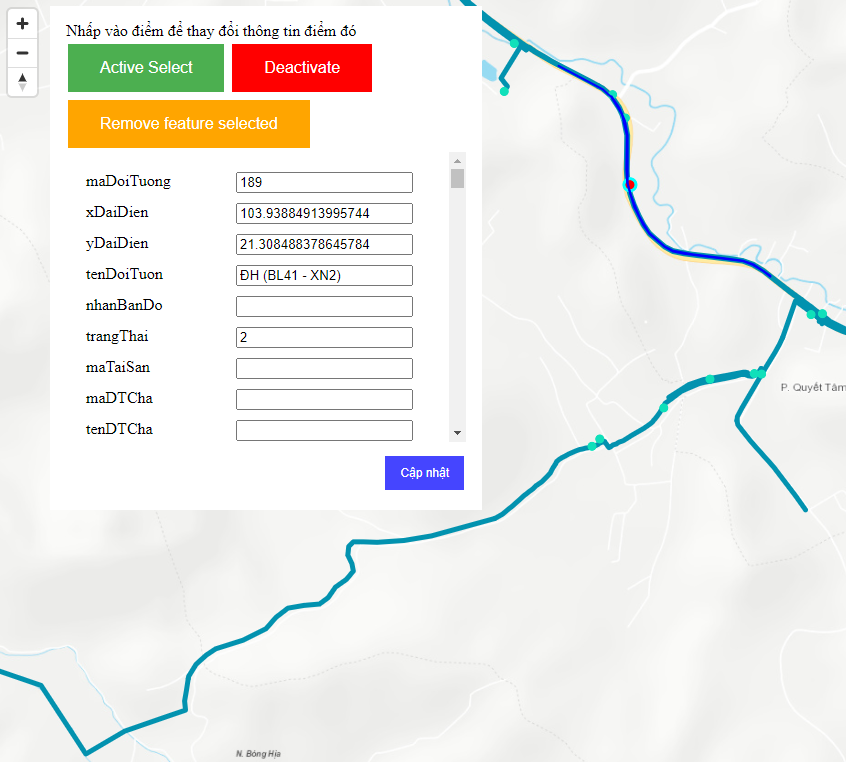 Nhấp vào điểm để thay đổi thông tin điểm đó
Active Select
Deactivate
Remove feature selected
maDoiTuong 189
xDaiDien 103.93884913995744
yDaiDien 21.308488378645784
tenDoiTuon ĐH (BL41 - XN2)
nhanBanDo
trangThai 2
maTaiSan
maDTCha
tenDTCha
Cập nhật
P. Quyết Tâm
N. Bông Hịa